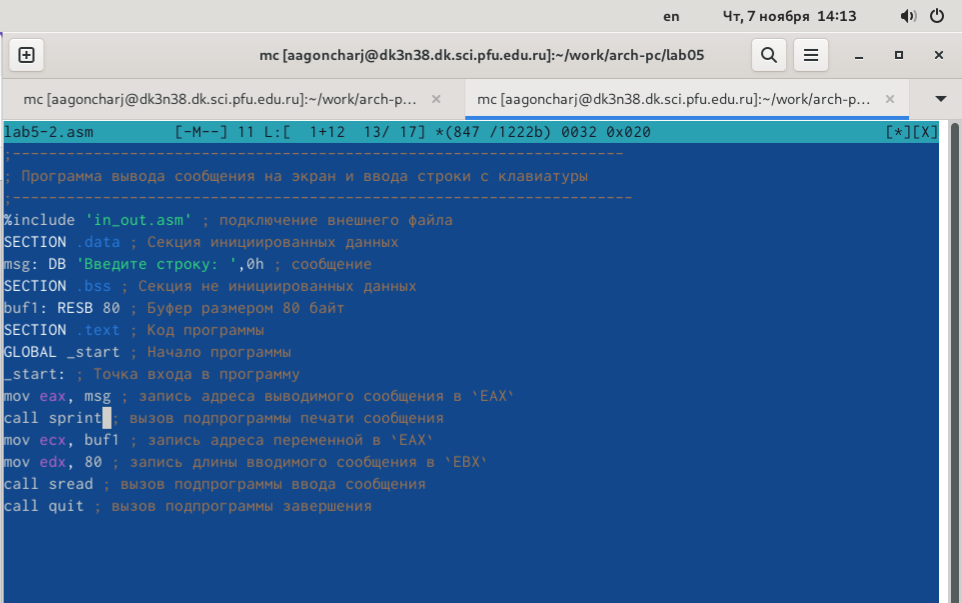 en Чт, 7 ноября 14:13
mc [aagoncharj@dk3n38.dk.sci.pfu.edu.ru]:~/work/arch-pc/lab05
mc [aagoncharj@dk3n38.dk.sci.pfu.edu.ru]:~/work/arch-p… × mc [aagoncharj@dk3n38.dk.sci.pfu.edu.ru]:~/work/arch-p… ×
lab5-2.asm [-M--] 11 L:[ 1+12 13/ 17] *(847 /1222b) 0032 0x020 [*][X]
;--------------------------------------------------------------------
; Программа вывода сообщения на экран и ввода строки с клавиатуры
;---------------------------------------------------------------------
%include 'in_out.asm' ; подключение внешнего файла
SECTION .data ; Секция инициированных данных
msg: DB 'Введите строку: ',0h ; сообщение
SECTION .bss ; Секция не инициированных данных
buf1: RESB 80 ; Буфер размером 80 байт
SECTION .text ; Код программы
GLOBAL _start ; Начало программы
_start: ; Точка входа в программу
mov eax, msg ; запись адреса выводимого сообщения в `EAX`
call sprint ; вызов подпрограммы печати сообщения
mov ecx, buf1 ; запись адреса переменной в `EAX`
mov edx, 80 ; запись длины вводимого сообщения в `EBX`
call sread ; вызов подпрограммы ввода сообщения
call quit ; вызов подпрограммы завершения